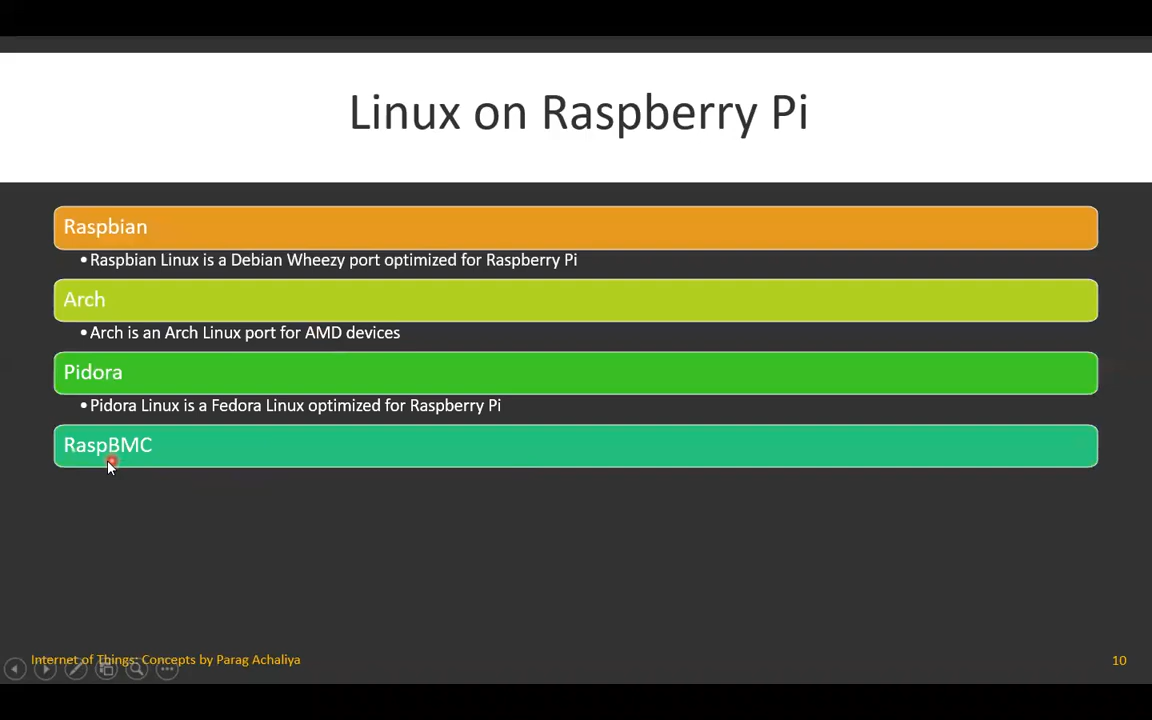 Linux on Raspberry Pi
Raspbian
•Raspbian Linux is a Debian Wheezy port optimized for Raspberry Pi
Arch
•Arch is an Arch Linux port for AMD devices
Pidora
•Pidora Linux is a Fedora Linux optimized for Raspberry Pi
RaspBMC
Internet of Things: Concepts by Parag Achaliya
10